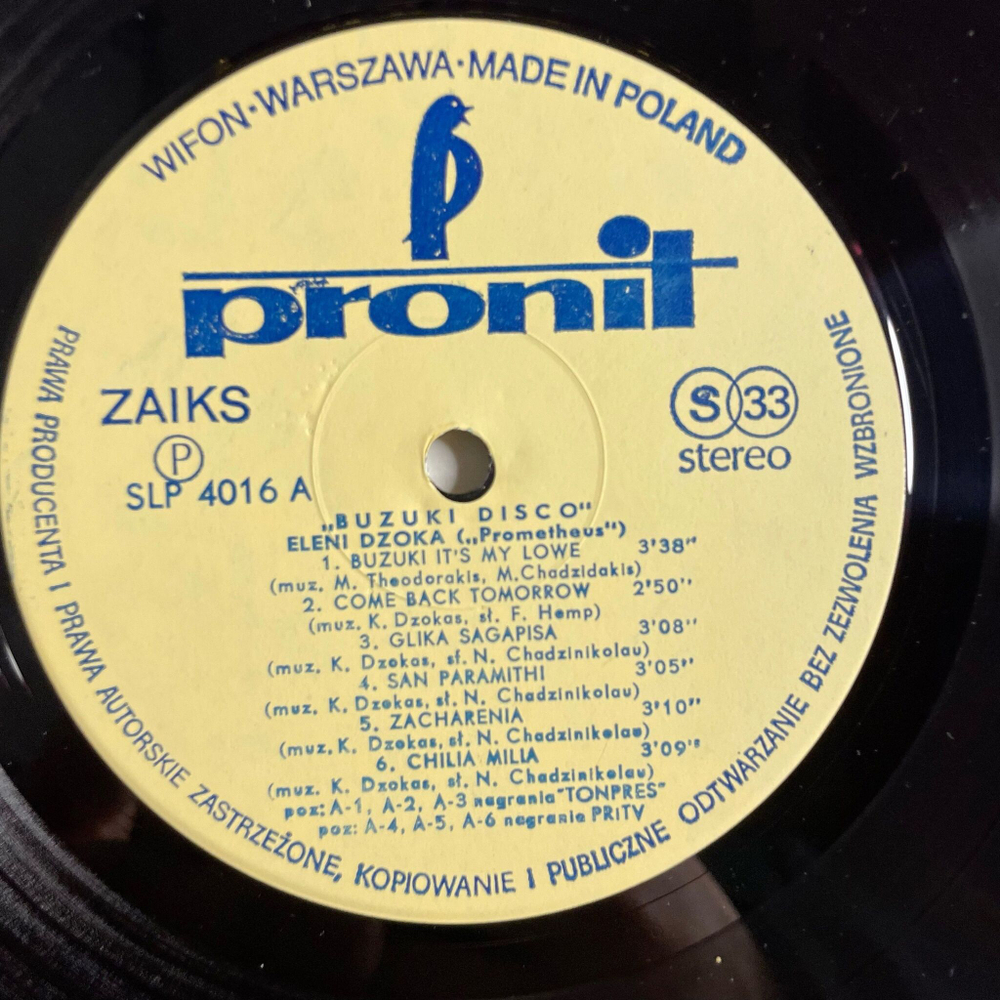 WIFON·WARSZAWA·MADE IN POLAND
pronit
ZAIKS
P
SLP 4016 A
S 33
stereo
„BUZUKI DISCO"
ELENI DZOKA („Prometheus")
1. BUZUKI IT'S MY LOWE 3'38"
(muz. M. Theodorakis, M.Chadzidakis)
2. COME BACK TOMORROW 2'50"
(muz. K. Dzokas, sł. F. Hemp)
3. GLIKA SAGAPISA 3'08"
(muz. K. Dzokas, sł. N. Chadzinikolau)
4. SAN PARAMITHI 3'05"
(muz. K. Dzokas, sł. N. Chadzinikolau)
5. ZACHARENIA 3'10"
(muz. K. Dzokas, sł. N. Chadzinikolau)
6. CHILIA MILIA 3'09"
(muz. K. Dzokas, sł. N. Chadzinikolau)
poz: A-1, A-2, A-3 nagrania "TONPRES"
poz: A-4, A-5, A-6 nagranie PRiTV
PRAWA PRODUCENTA I PRAWA AUTORSKIE ZASTRZEŻONE, KOPIOWANIE I PUBLICZNE ODTWARZANIE BEZ ZEZWOLENIA WZBRONIONE